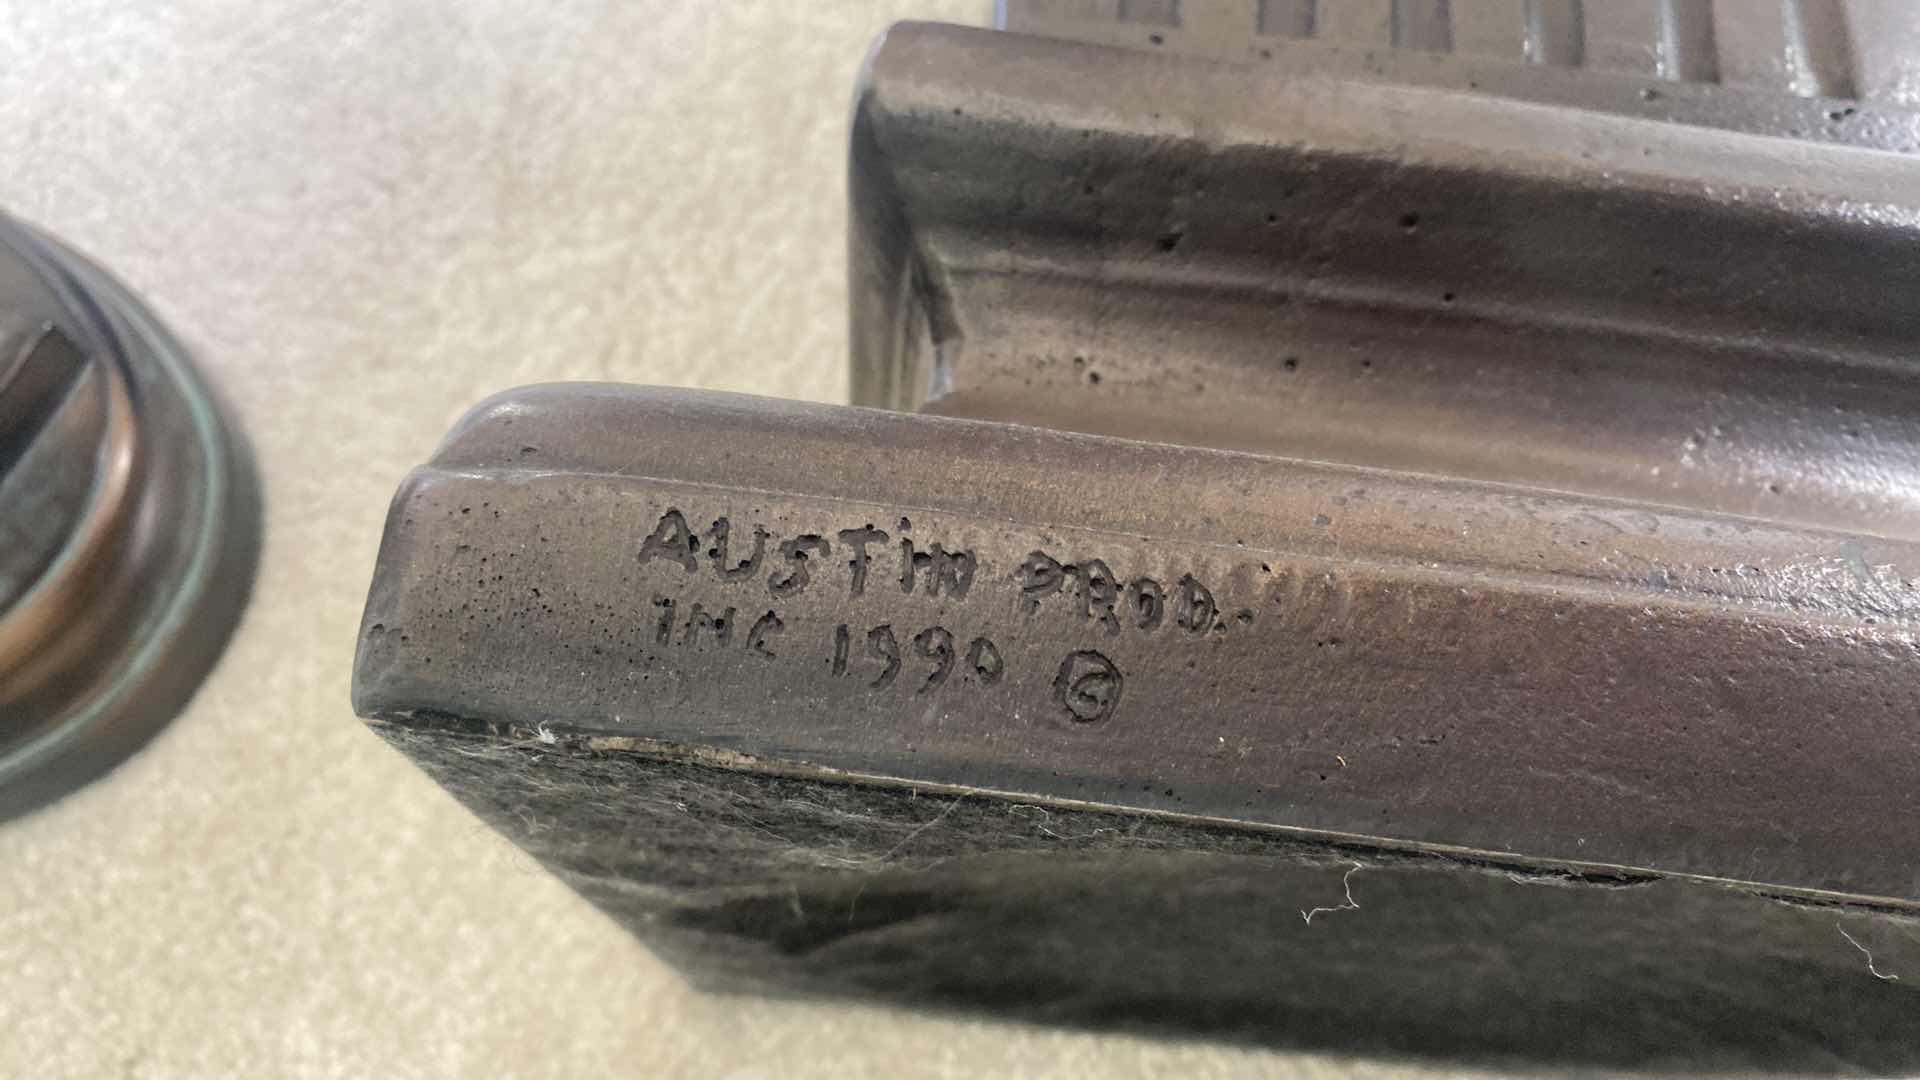 AUSTiN PROD.
INC 1990 ©